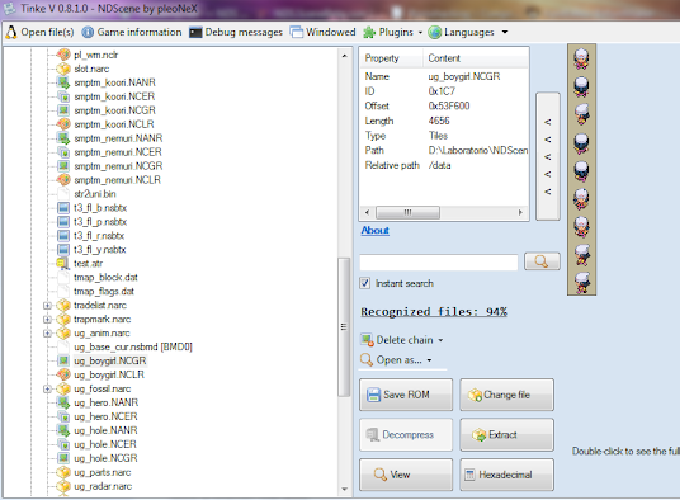 Tinke V 0.8.1.0 - NDScene by pleoNeX
Open file(s) Game information Debug messages Windowed Plugins Languages
pl_wm.nclr
slot.narc
smptm_koori.NANR
smptm_koori.NCER
smptm_koori.NCGR
smptm_koori.NCLR
smptm_nemuri.NANR
smptm_nemuri.NCER
smptm_nemuri.NCGR
smptm_nemuri.NCLR
str2uni.bin
t3_fl_b.nsbtx
t3_fl_p.nsbtx
t3_fl_r.nsbtx
t3_fl_y.nsbtx
test.atr
tmap_block.dat
tmap_flags.dat
tradelist.narc
trapmark.narc
ug_anim.narc
ug_base_cur.nsbmd [BMD0]
ug_boygirl.NCGR
ug_boygirl.NCLR
ug_fossil.narc
ug_hero.NANR
ug_hero.NCER
ug_hole.NANR
ug_hole.NCER
ug_hole.NCGR
ug_parts.narc
ug_radar.narc
Property Content
Name ug_boygirl.NCGR
ID 0x1C7
Offset 0x53F600
Length 4656
Type Tiles
Path D:\Laboratorio\NDScen
Relative path /data
<
<
<
<
<
About
Instant search
Recognized files: 94%
Delete chain
Open as...
Save ROM Change file
Decompress Extract
View Hexadecimal
Double click to see the full